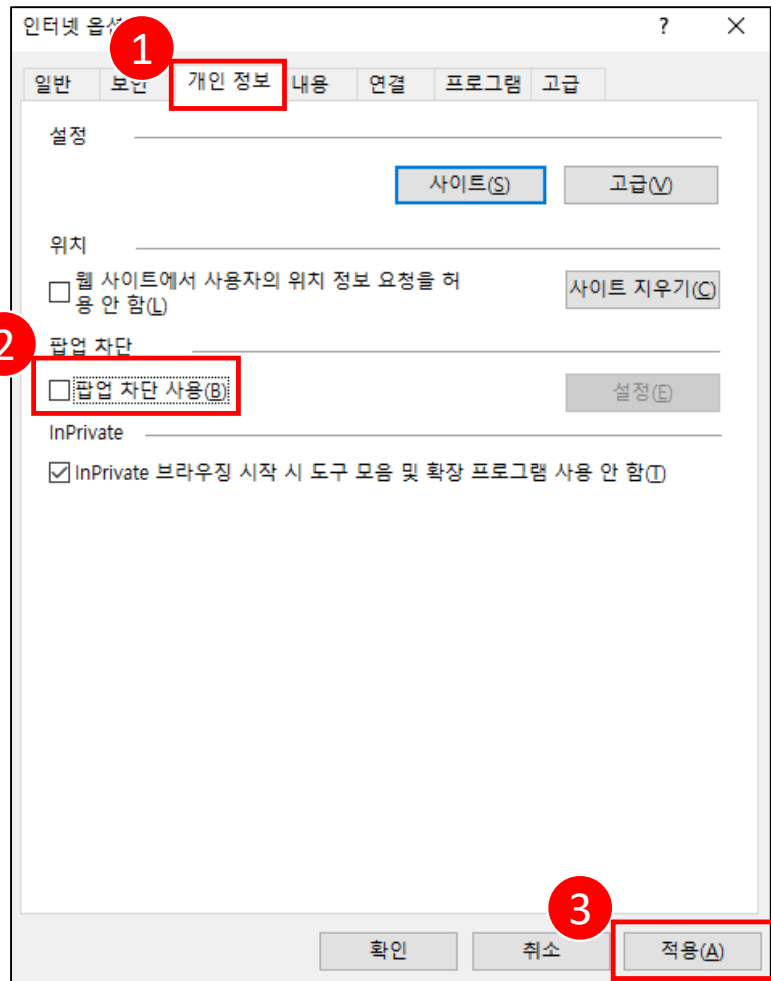 인터넷 옵션
? ×
1
일반 보안 개인 정보 내용 연결 프로그램 고급
설정
사이트(S) 고급(V)
위치
웹 사이트에서 사용자의 위치 정보 요청을 허
용 안 함(L)
사이트 지우기(C)
2
팝업 차단
팝업 차단 사용(B) 설정(E)
InPrivate
InPrivate 브라우징 시작 시 도구 모음 및 확장 프로그램 사용 안 함(T)
3
확인 취소 적용(A)